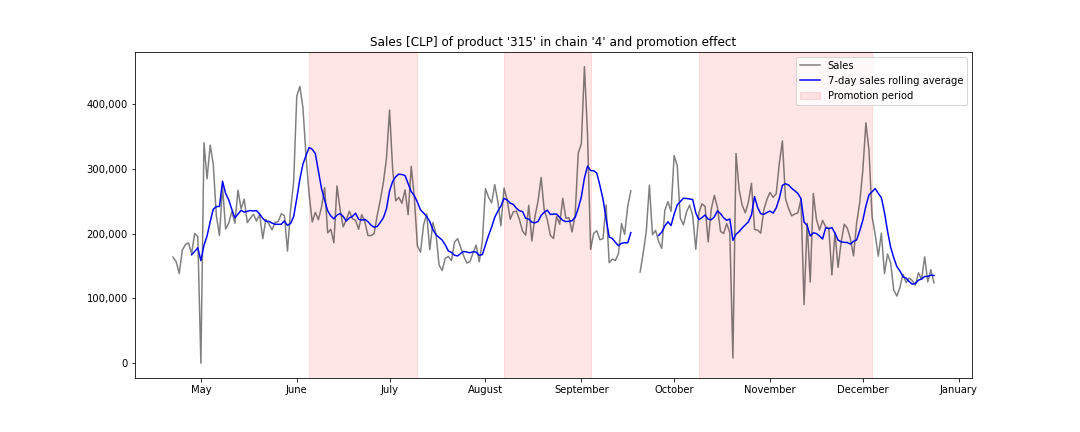 Sales [CLP] of product '315' in chain '4' and promotion effect
Sales
7-day sales rolling average
Promotion period
400,000
300,000
200,000
100,000
0
May June July August September October November December January